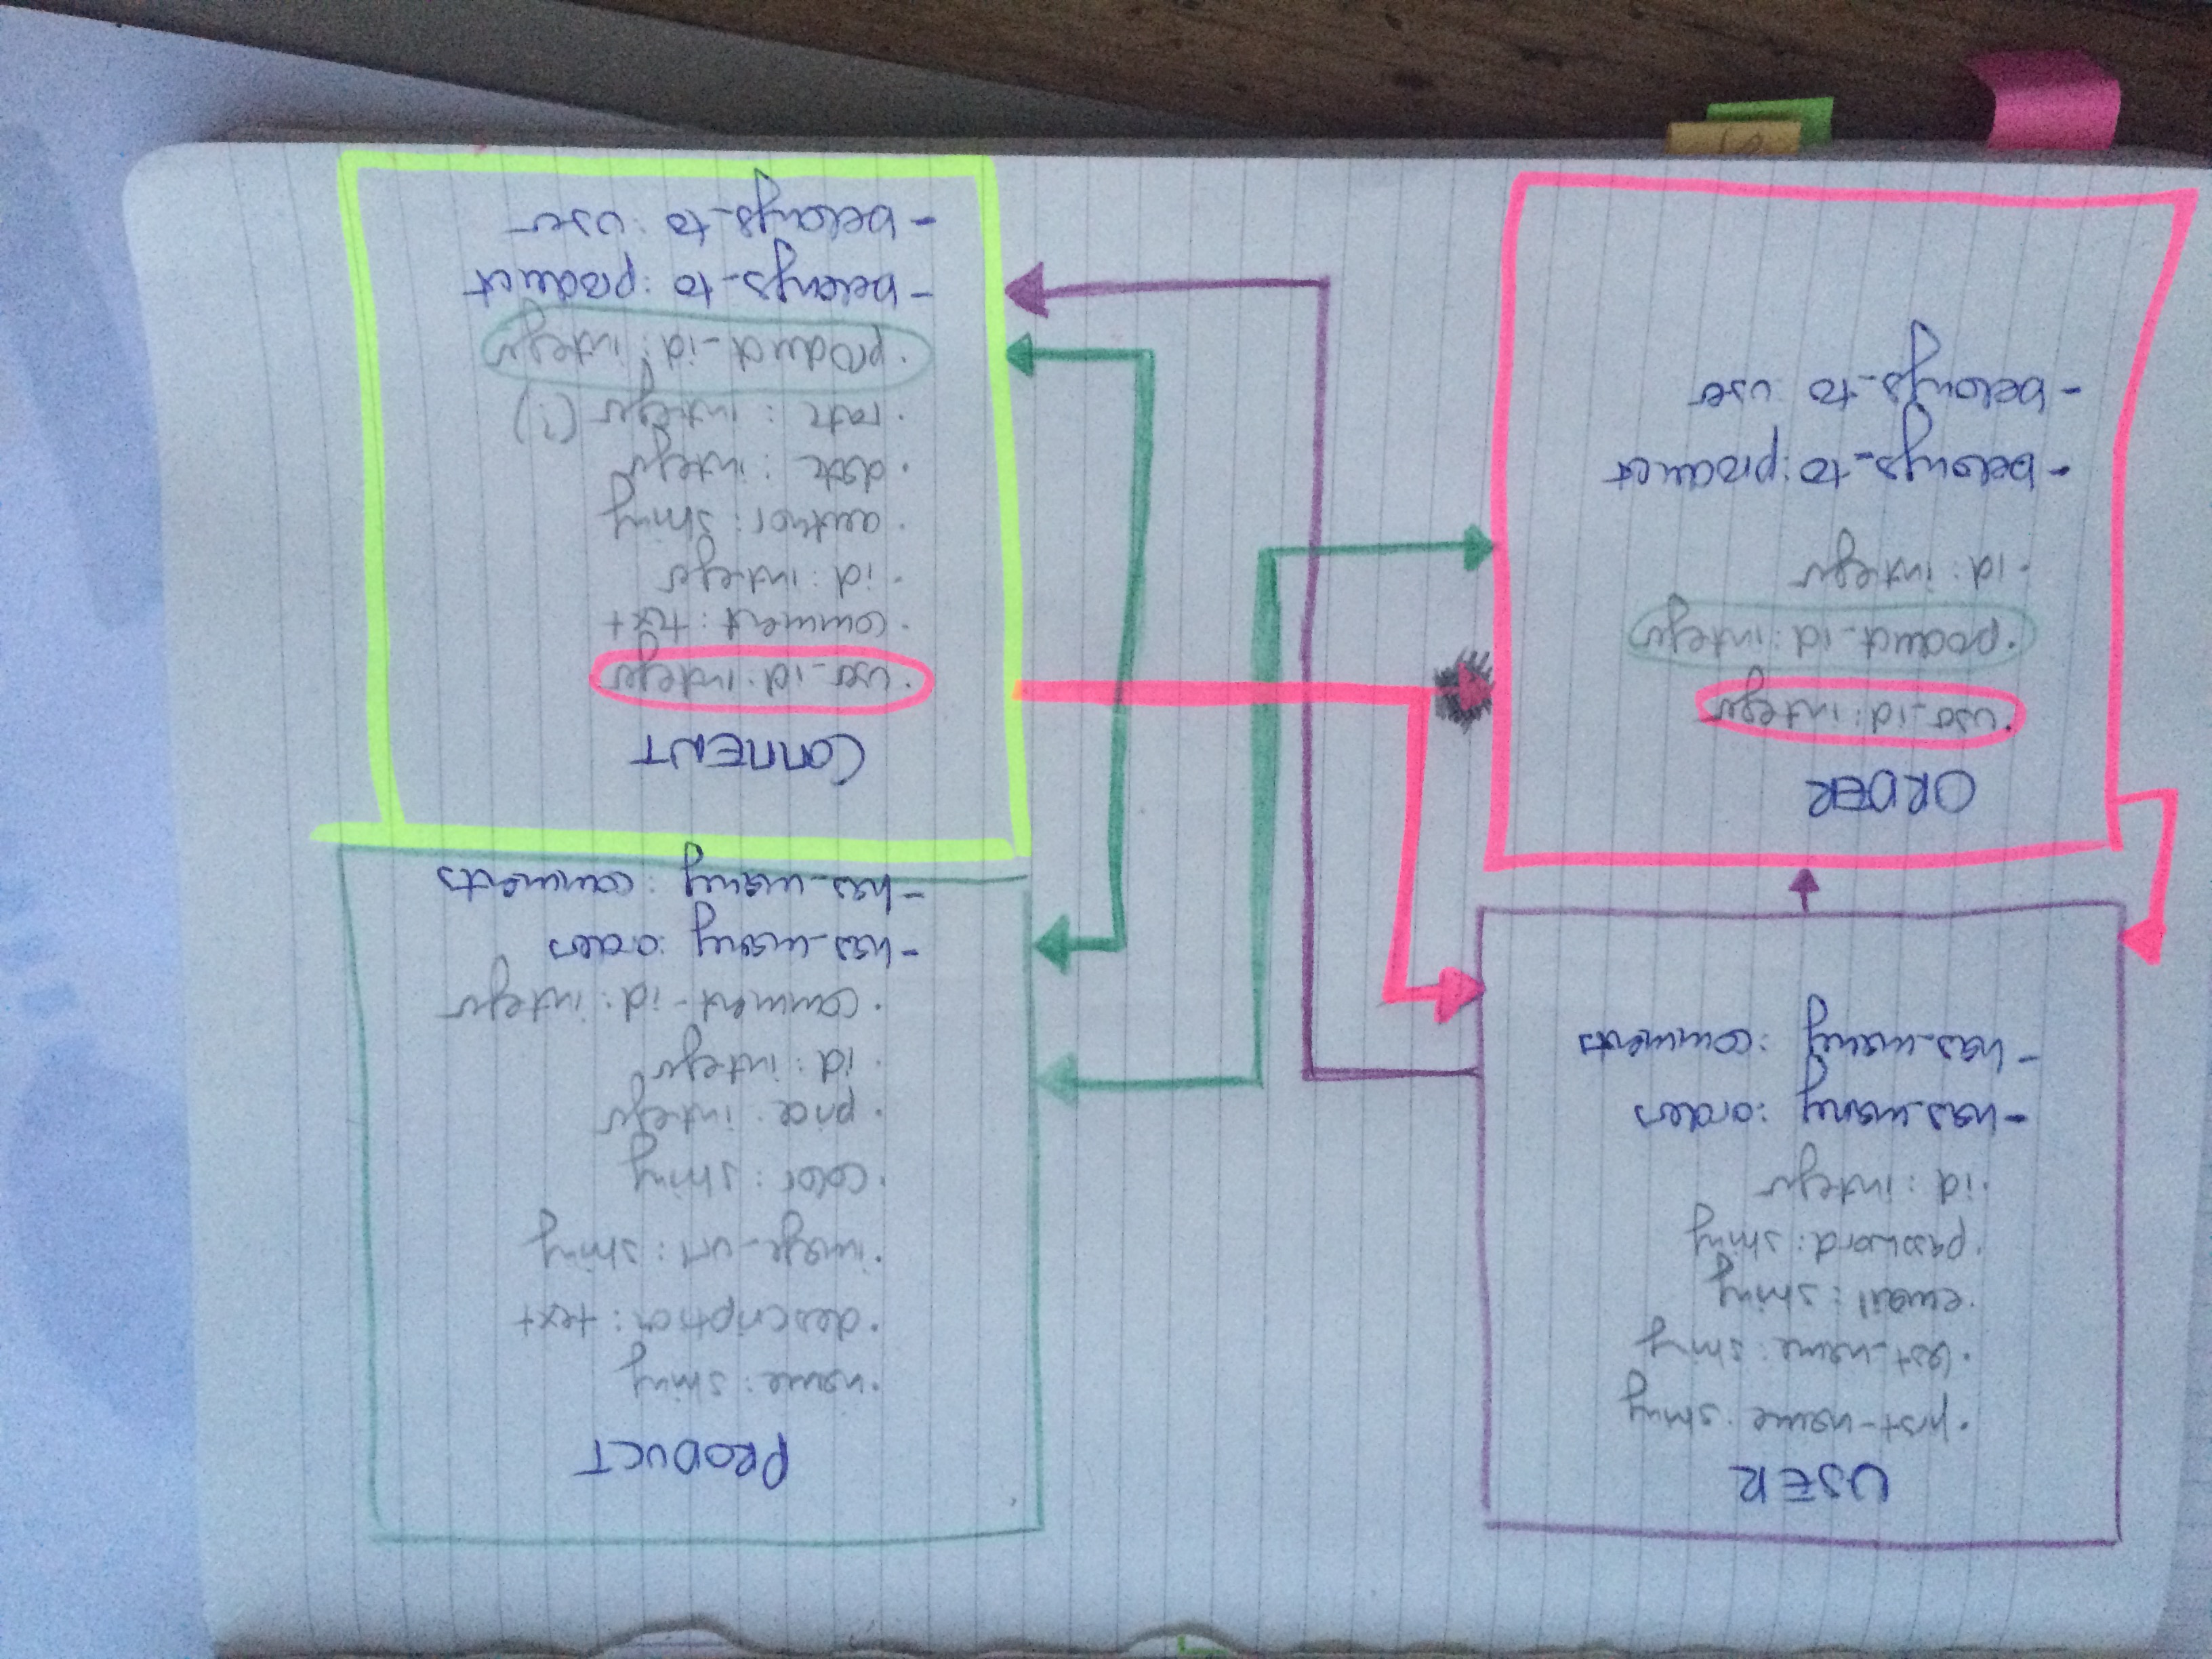 USER
· first-name: string
· last_name: string
· email: string
· password: string
· id: integer
- has_many :orders
- has_many :comments
PRODUCT
· name: string
· description: text
· image_url: string
· color: string
· price: integer
· id: integer
· comment-id: integer
- has_many :orders
- has_many :comments
ORDER
· user_id: integer
· product_id: integer
· id: integer
- belongs_to :product
- belongs_to :user
COMMENT
· user_id: integer
· comment: text
· id: integer
· author: string
· date: integer
· rate: integer (?)
· product_id: integer
- belongs_to :product
- belongs_to :user